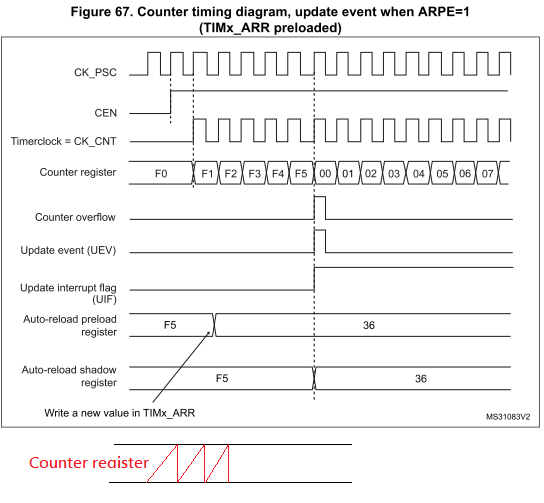 Figure 67. Counter timing diagram, update event when ARPE=1
(TIMx_ARR preloaded)
CK_PSC
CEN
Timerclock = CK_CNT
Counter register F0 F1 F2 F3 F4 F5 00 01 02 03 04 05 06 07
Counter overflow
Update event (UEV)
Update interrupt flag
(UIF)
Auto-reload preload
register
F5 36
Auto-reload shadow
register
F5 36
Write a new value in TIMx_ARR
MS31083V2
Counter register